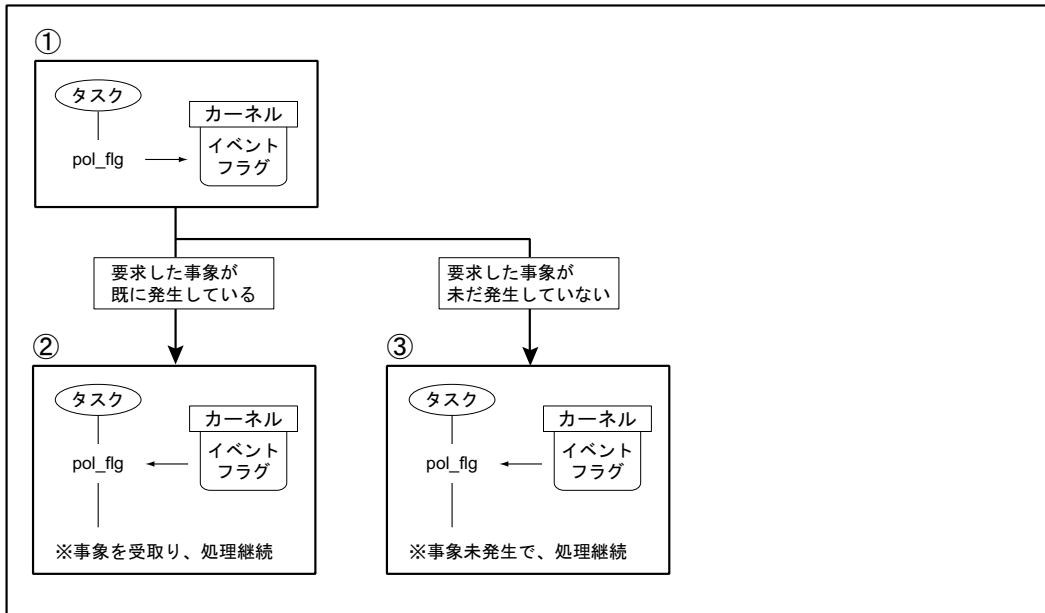 ①
タスク
カーネル
イベント
フラグ
pol_flg
要求した事象が
既に発生している
要求した事象が
未だ発生していない
②
タスク
カーネル
イベント
フラグ
pol_flg
※事象を受取り、処理継続
③
タスク
カーネル
イベント
フラグ
pol_flg
※事象未発生で、処理継続